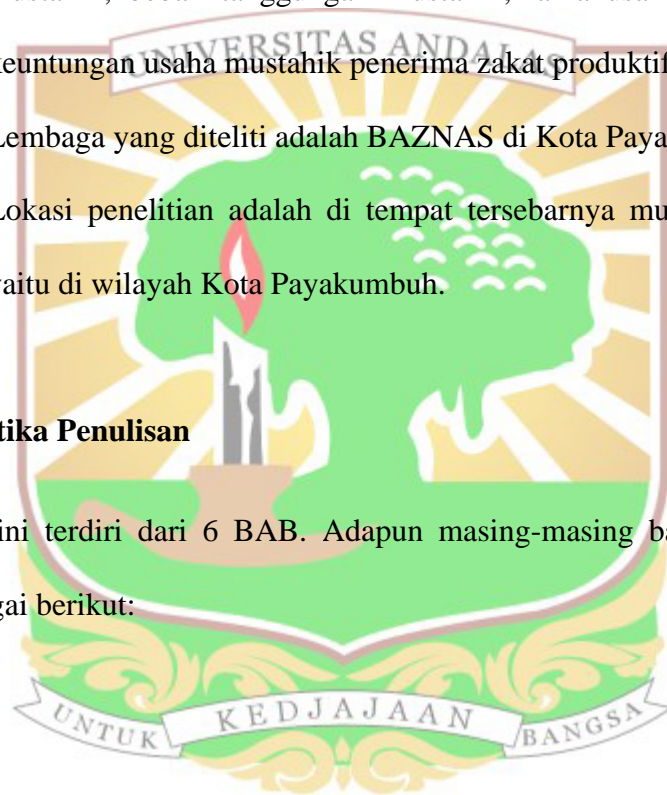 tanggungan
UNIVERSITAS ANDALAS
keuntungan usaha mustahik penerima zakat produktif
Lembaga yang diteliti adalah BAZNAS di Kota Paya
Lokasi penelitian adalah di tempat tersebarnya mu
yaitu di wilayah Kota Payakumbuh.
tika Penulisan
ini terdiri dari 6 BAB. Adapun masing-masing ba
gai berikut:
UNTUK KEDJAJAAN BANGSA